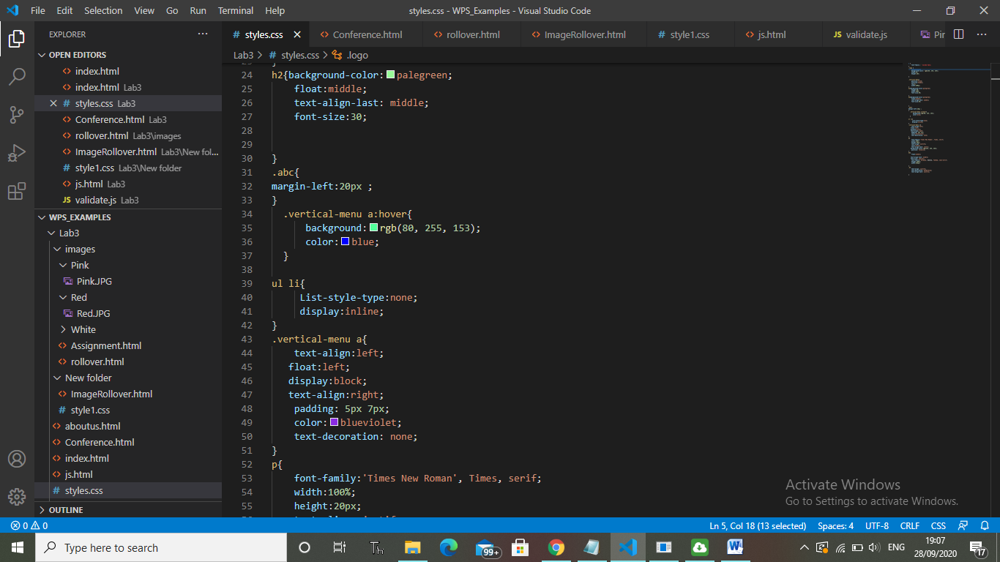 File Edit Selection View Go Run Terminal Help
styles.css - WPS_Examples - Visual Studio Code
EXPLORER
OPEN EDITORS
index.html
index.html Lab3
styles.css Lab3
Conference.html Lab3
rollover.html Lab3\images
ImageRollover.html Lab3\New fol...
style1.css Lab3\New folder
js.html Lab3
JS validate.js Lab3
WPS_EXAMPLES
Lab3
images
Pink
Pink.JPG
Red
Red.JPG
White
Assignment.html
rollover.html
New folder
ImageRollover.html
style1.css
aboutus.html
Conference.html
index.html
js.html
styles.css
OUTLINE
styles.css Conference.html rollover.html ImageRollover.html style1.css js.html JS validate.js Pin
Lab3 > # styles.css > .logo
24 h2{background-color: palegreen;
25 float:middle;
26 text-align-last: middle;
27 font-size:30;
28
29
30 }
31 .abc{
32 margin-left:20px ;
33 }
34 .vertical-menu a:hover{
35 background: rgb(80, 255, 153);
36 color: blue;
37 }
38
39 ul li{
40 List-style-type:none;
41 display:inline;
42 }
43 .vertical-menu a{
44 text-align:left;
45 float:left;
46 display:block;
47 text-align:right;
48 padding: 5px 7px;
49 color: blueviolet;
50 text-decoration: none;
51 }
52 p{
53 font-family:'Times New Roman', Times, serif;
54 width:100%;
55 height:20px;
Activate Windows
Go to Settings to activate Windows.
0 0
Ln 5, Col 18 (13 selected) Spaces: 4 UTF-8 CRLF CSS
Type here to search
99+
ENG
19:07
28/09/2020
17